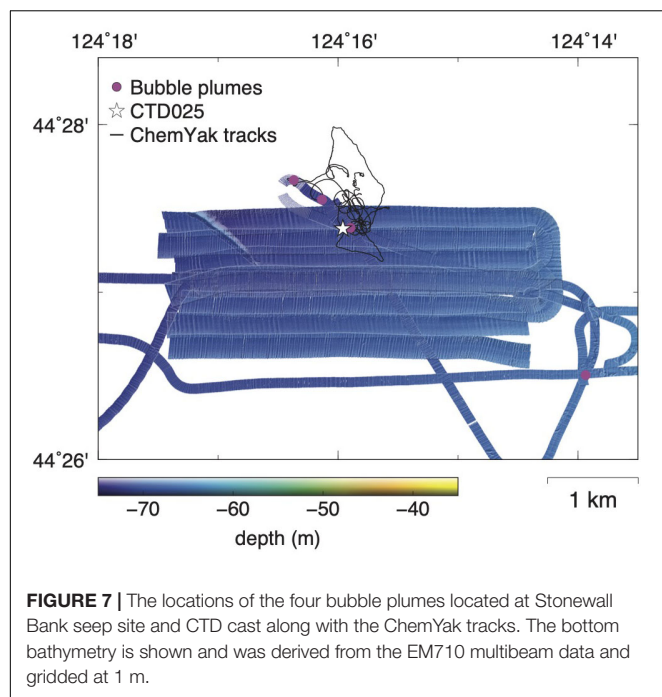 124°18' 124°16' 124°14'
Bubble plumes
CTD025
ChemYak tracks
44°28'
44°26'
−70 −60 −50 −40
depth (m)
1 km
FIGURE 7 | The locations of the four bubble plumes located at Stonewall
Bank seep site and CTD cast along with the ChemYak tracks. The bottom
bathymetry is shown and was derived from the EM710 multibeam data and
gridded at 1 m.